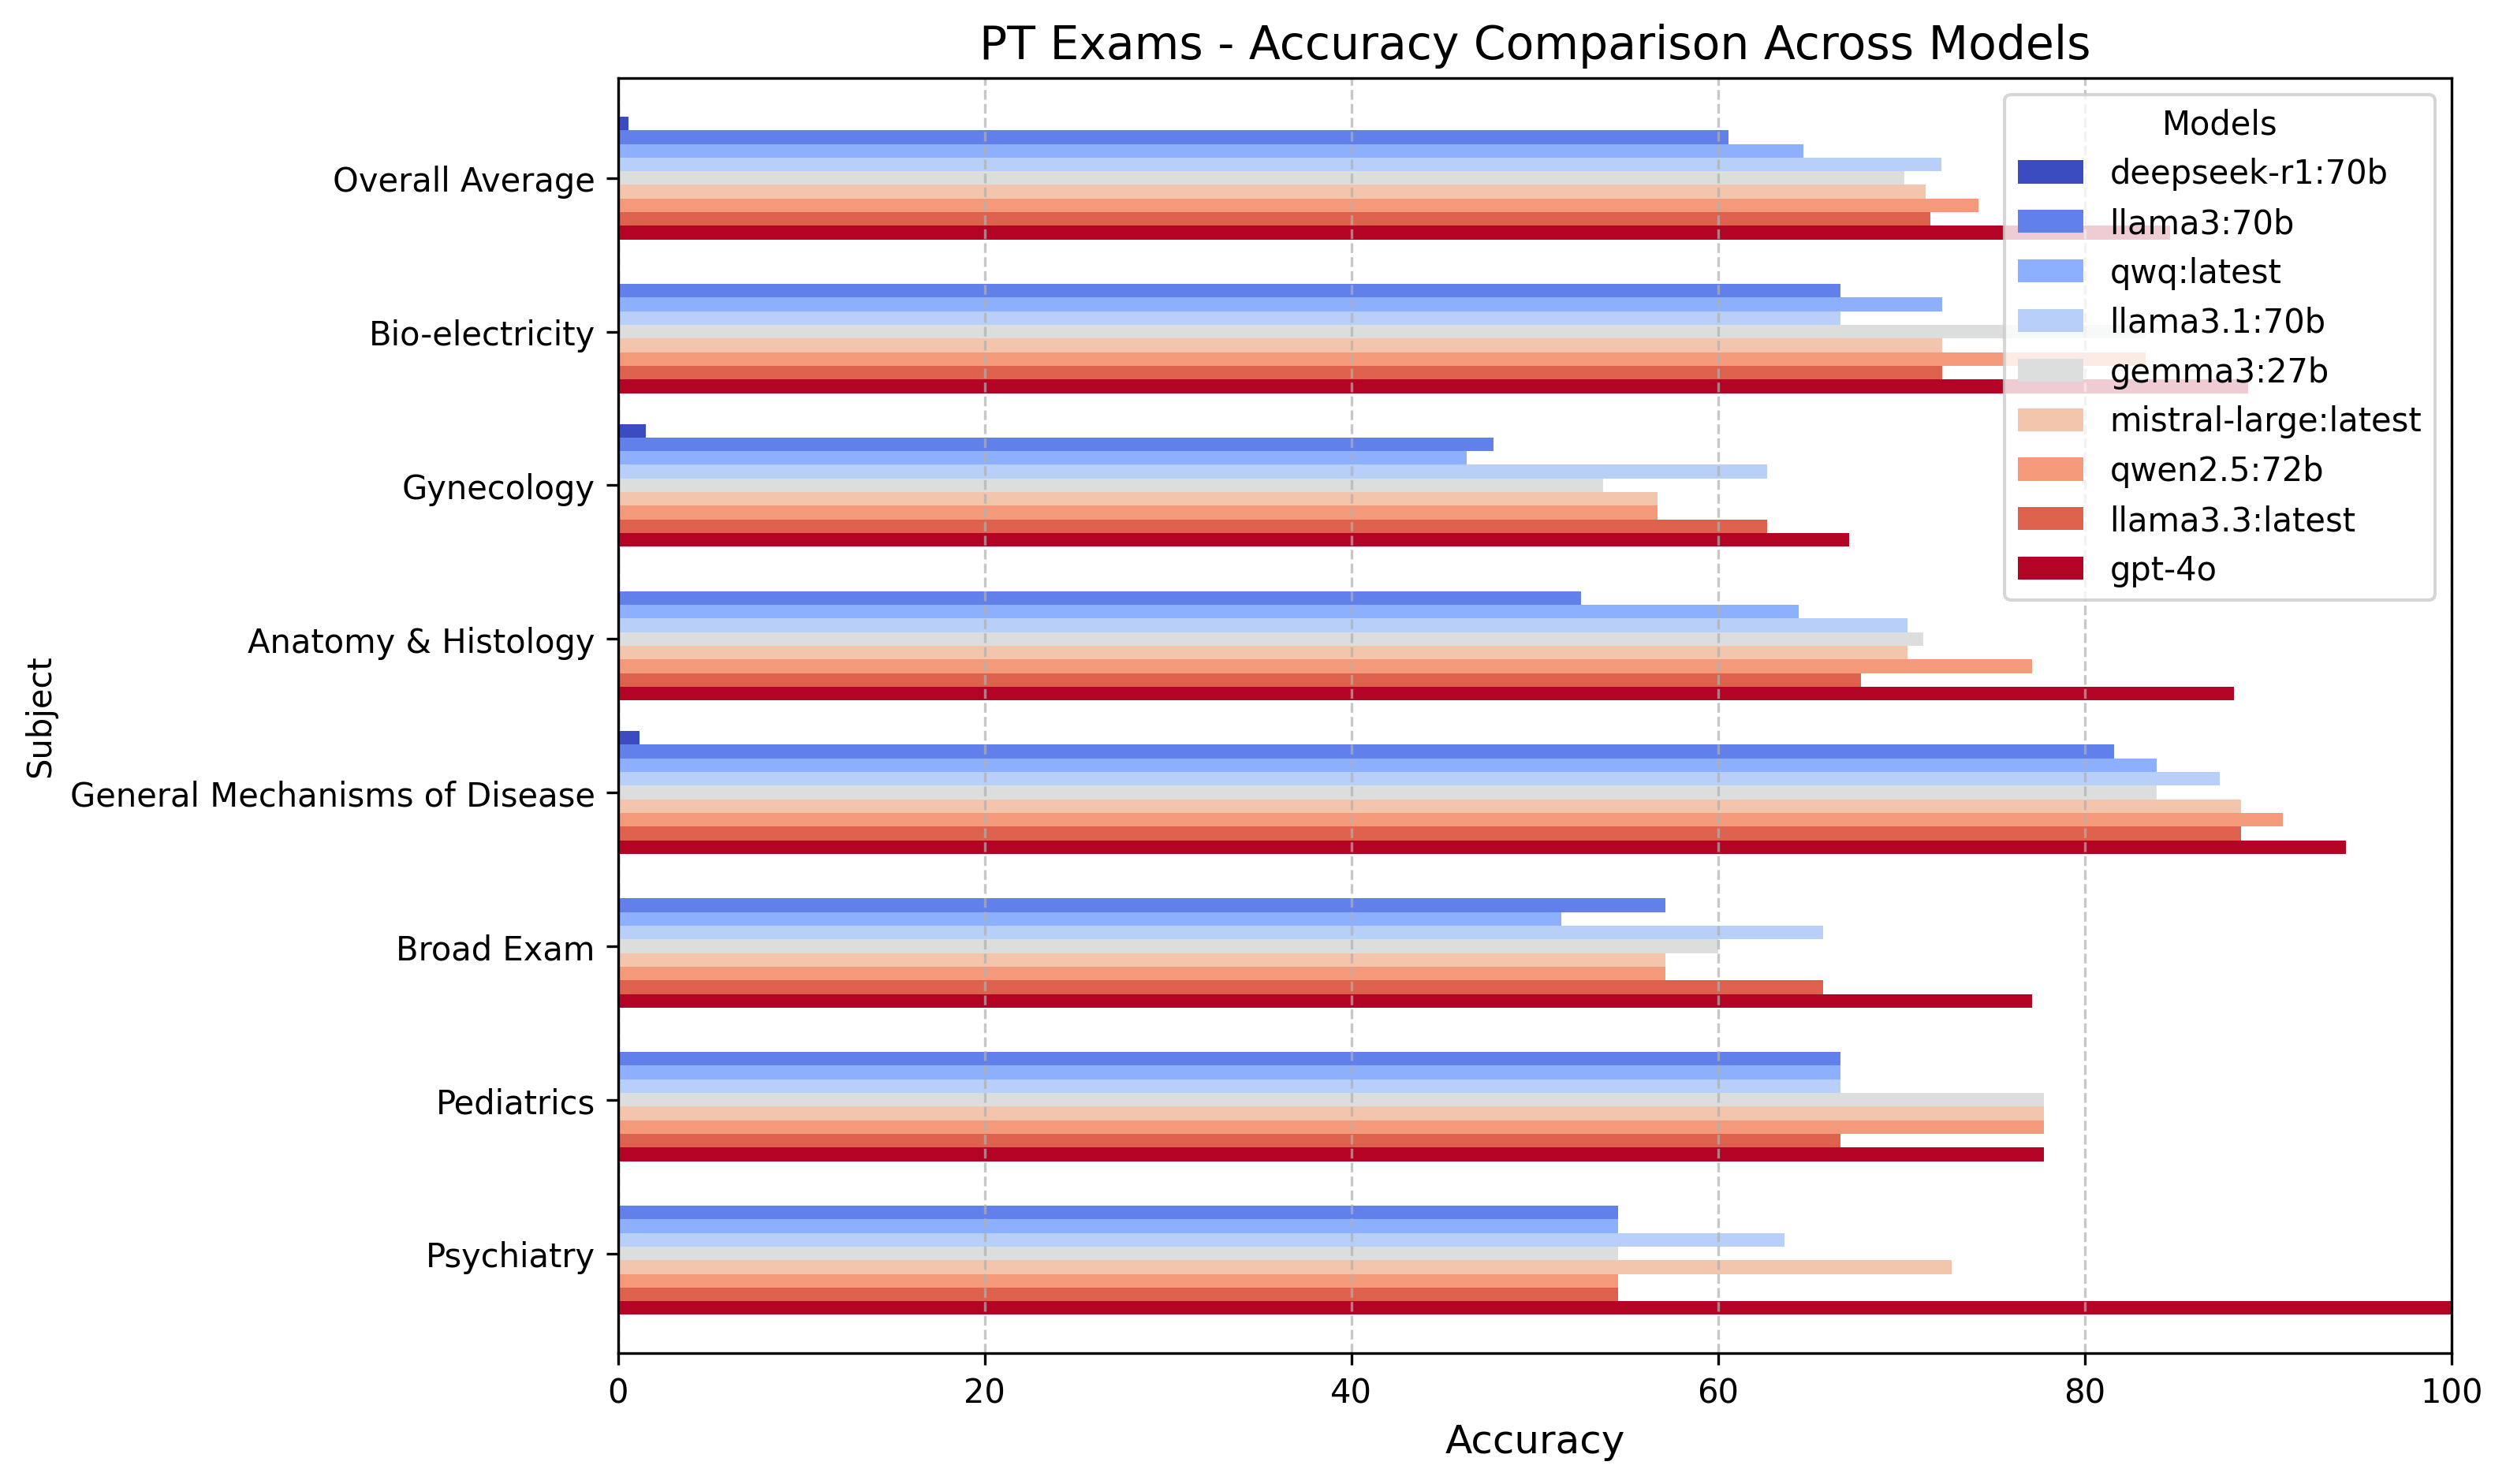 PT Exams - Accuracy Comparison Across Models
Models
deepseek-r1:70b
llama3:70b
qwq:latest
llama3.1:70b
gemma3:27b
mistral-large:latest
qwen2.5:72b
llama3.3:latest
gpt-4o
Subject
Overall Average
Bio-electricity
Gynecology
Anatomy & Histology
General Mechanisms of Disease
Broad Exam
Pediatrics
Psychiatry
0 20 40 60 80 100
Accuracy